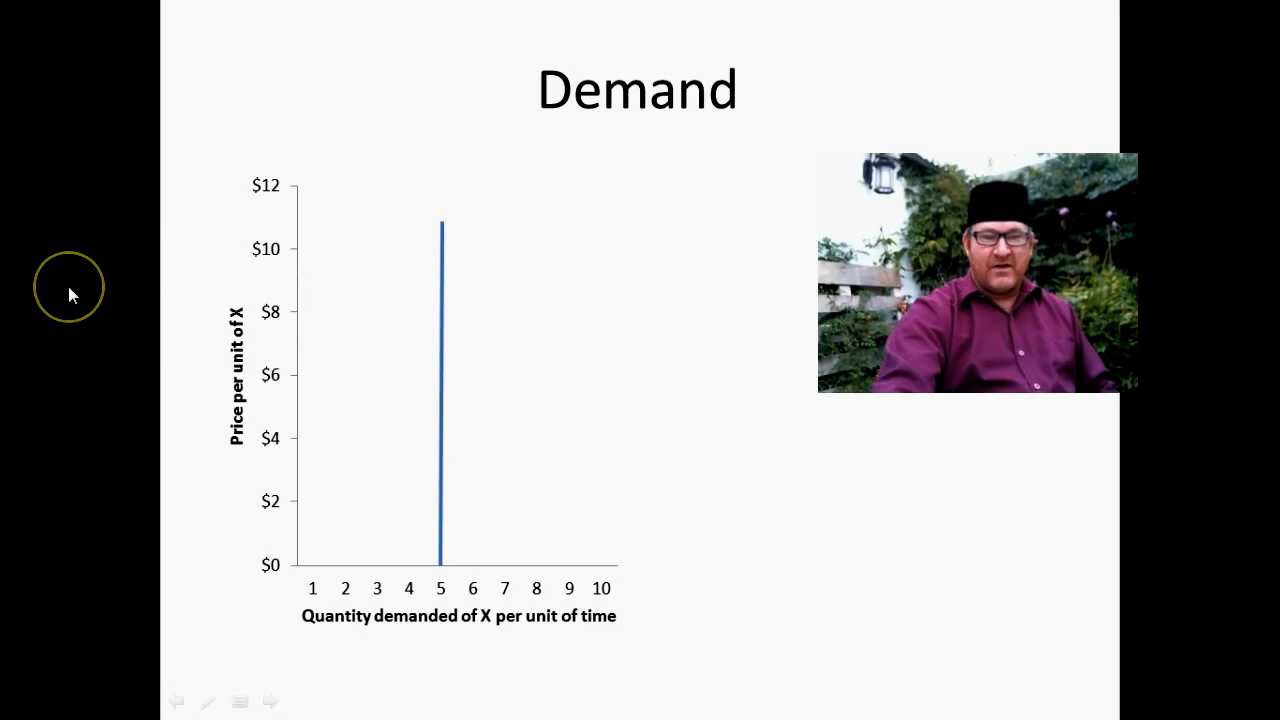 Demand
$12
$10
$8
$6
$4
$2
$0
Price per unit of X
1 2 3 4 5 6 7 8 9 10
Quantity demanded of X per unit of time